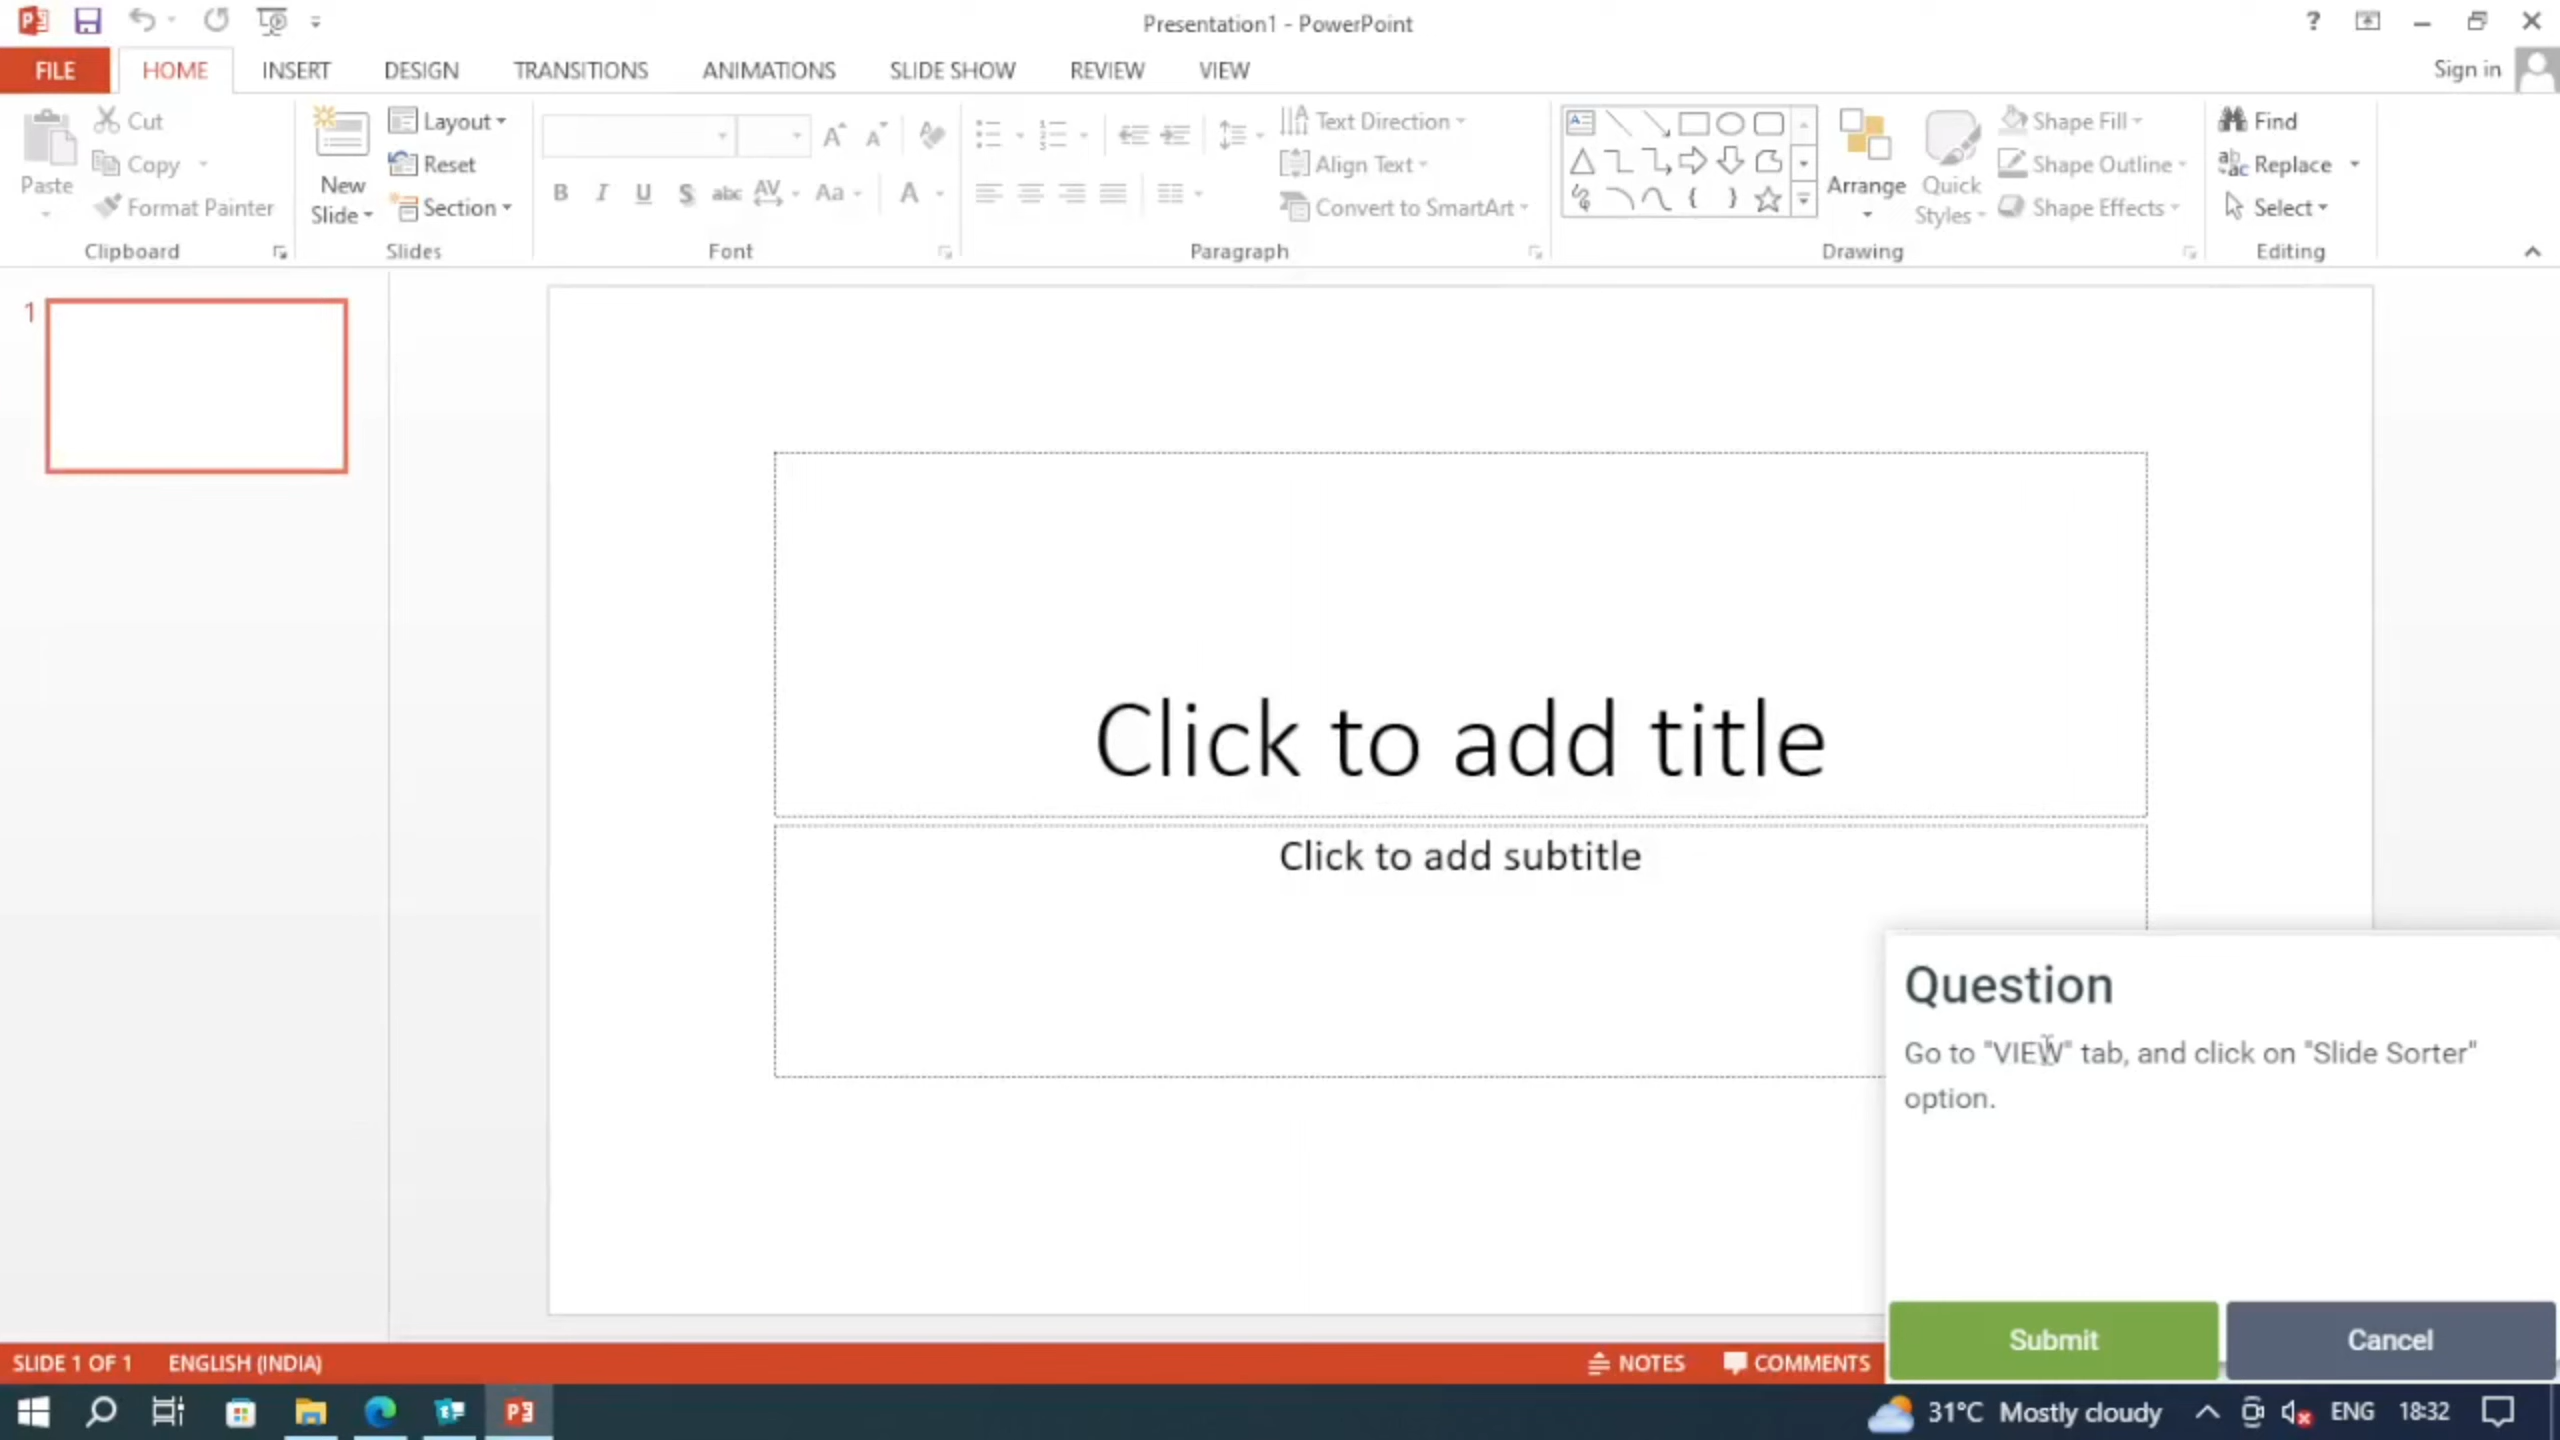 Presentation1 - PowerPoint
FILE HOME INSERT DESIGN TRANSITIONS ANIMATIONS SLIDE SHOW REVIEW VIEW Sign in
Paste
Cut
Copy
Format Painter
Clipboard
New
Slide
Layout
Reset
Section
Slides
B I U S abc AV Aa A
Font
Text Direction
Align Text
Convert to SmartArt
Paragraph
Arrange
Quick
Styles
Shape Fill
Shape Outline
Shape Effects
Drawing
Find
Replace
Select
Editing
1
Click to add title
Click to add subtitle
Question
Go to "VIEW" tab, and click on "Slide Sorter"
option.
Submit Cancel
SLIDE 1 OF 1 ENGLISH (INDIA) NOTES COMMENTS
31°C Mostly cloudy ENG 18:32